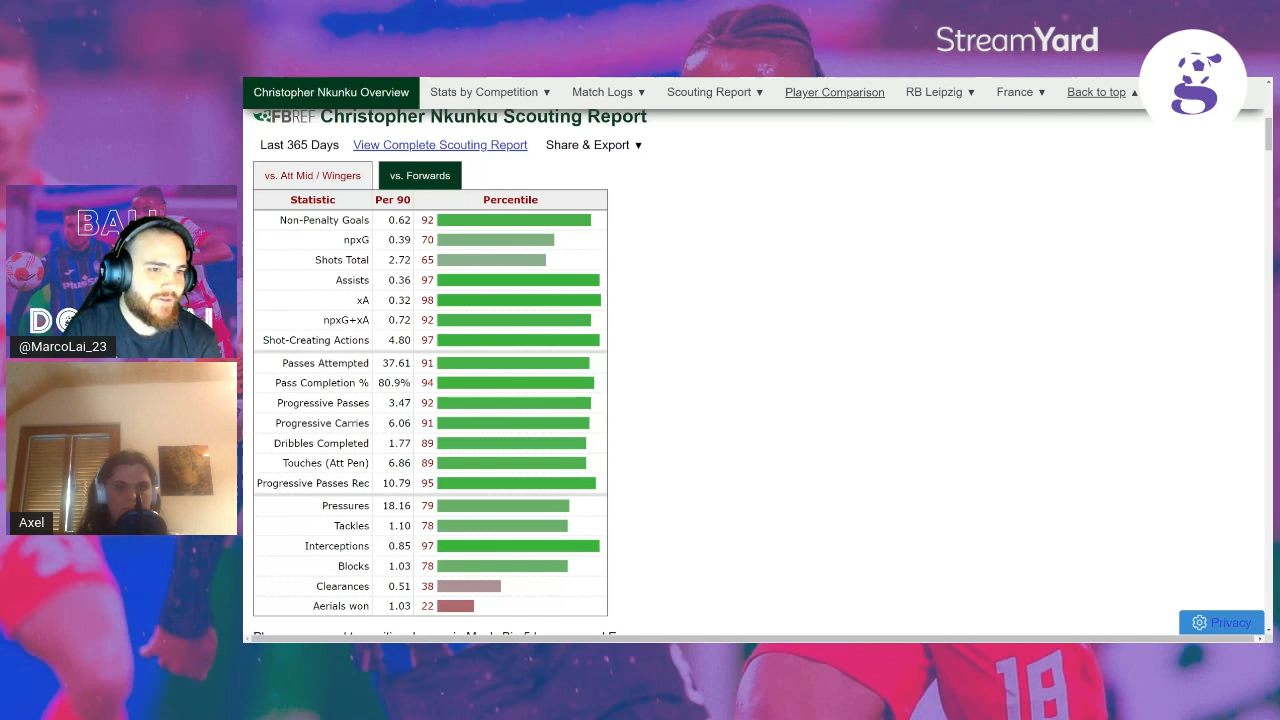 StreamYard
Christopher Nkunku Overview Stats by Competition ▼ Match Logs ▼ Scouting Report ▼ Player Comparison RB Leipzig ▼ France ▼ Back to top ▲
FBREF Christopher Nkunku Scouting Report
Last 365 Days View Complete Scouting Report Share & Export ▼
vs. Att Mid / Wingers vs. Forwards
Statistic Per 90 Percentile
Non-Penalty Goals 0.62 92
npxG 0.39 70
Shots Total 2.72 65
Assists 0.36 97
xA 0.32 98
npxG+xA 0.72 92
Shot-Creating Actions 4.80 97
Passes Attempted 37.61 91
Pass Completion % 80.9% 94
Progressive Passes 3.47 92
Progressive Carries 6.06 91
Dribbles Completed 1.77 89
Touches (Att Pen) 6.86 89
Progressive Passes Rec 10.79 95
Pressures 18.16 79
Tackles 1.10 78
Interceptions 0.85 97
Blocks 1.03 78
Clearances 0.51 38
Aerials won 1.03 22
Privacy
@MarcoLai_23
Axel
18